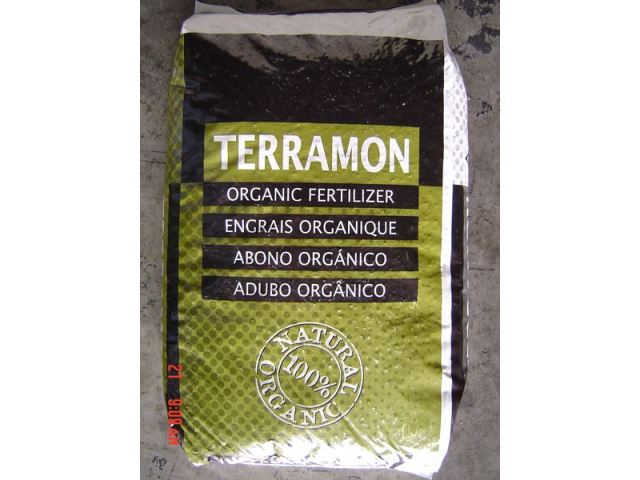 TERRAMON
ORGANIC FERTILIZER
ENGRAIS ORGANIQUE
ABONO ORGÁNICO
ADUBO ORGÂNICO
NATURAL
100%
ORGANIC